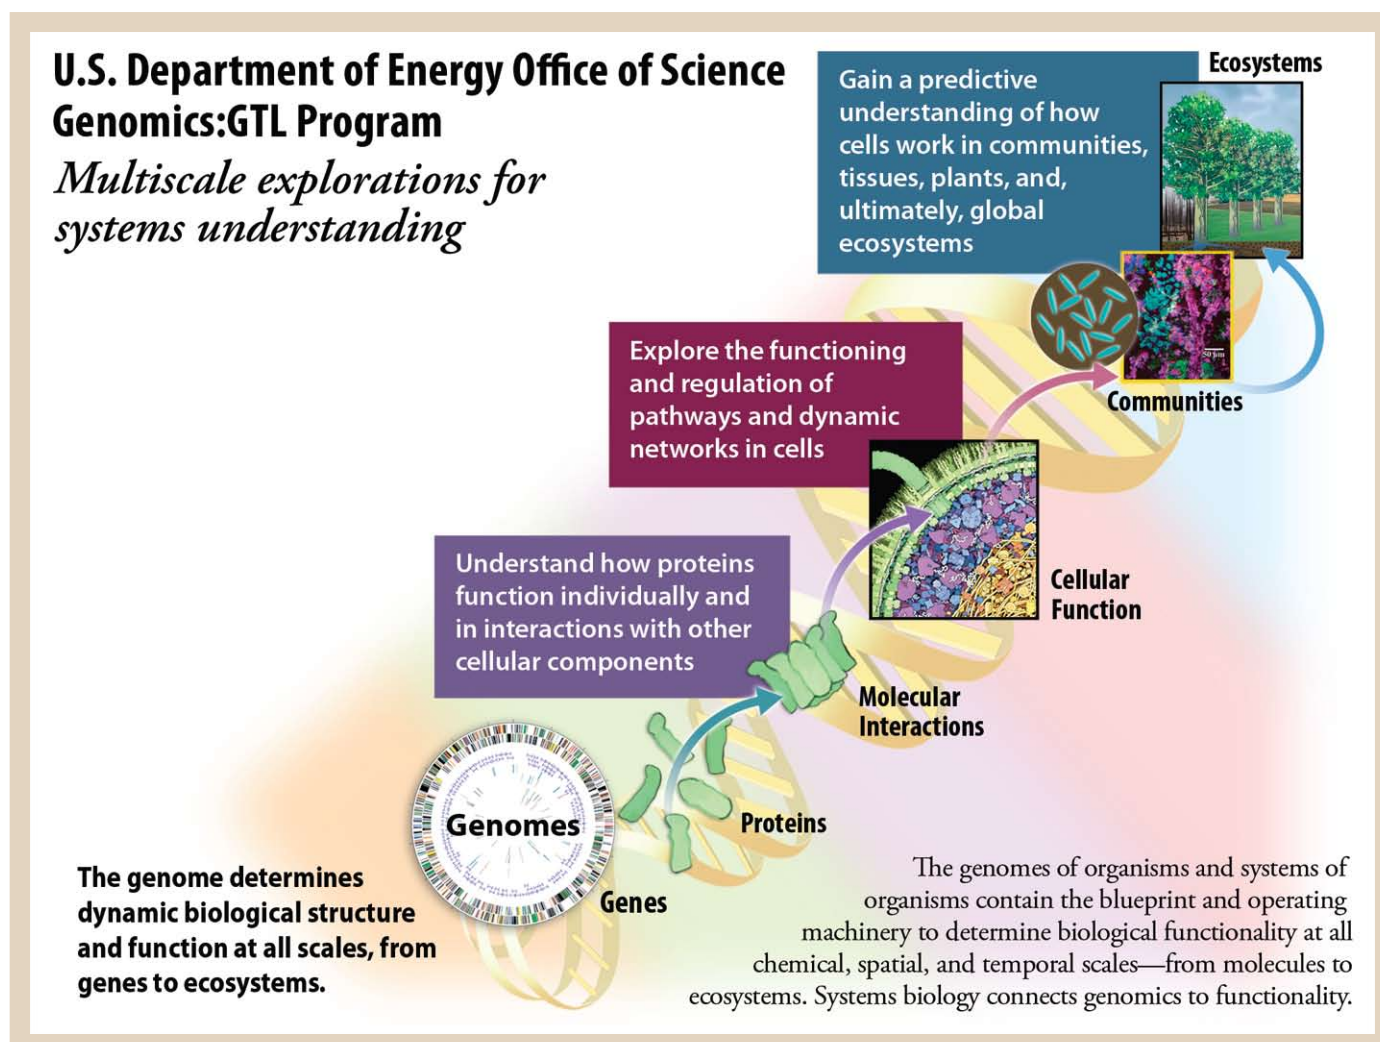 U.S. Department of Energy Office of Science
Genomics:GTL Program
Multiscale explorations for
systems understanding
Ecosystems
Gain a predictive
understanding of how
cells work in communities,
tissues, plants, and,
ultimately, global
ecosystems
50 µm
Communities
Explore the functioning
and regulation of
pathways and dynamic
networks in cells
Cellular
Function
Understand how proteins
function individually and
in interactions with other
cellular components
Molecular
Interactions
Proteins
Genomes
Genes
The genome determines
dynamic biological structure
and function at all scales, from
genes to ecosystems.
The genomes of organisms and systems of
organisms contain the blueprint and operating
machinery to determine biological functionality at all
chemical, spatial, and temporal scales—from molecules to
ecosystems. Systems biology connects genomics to functionality.